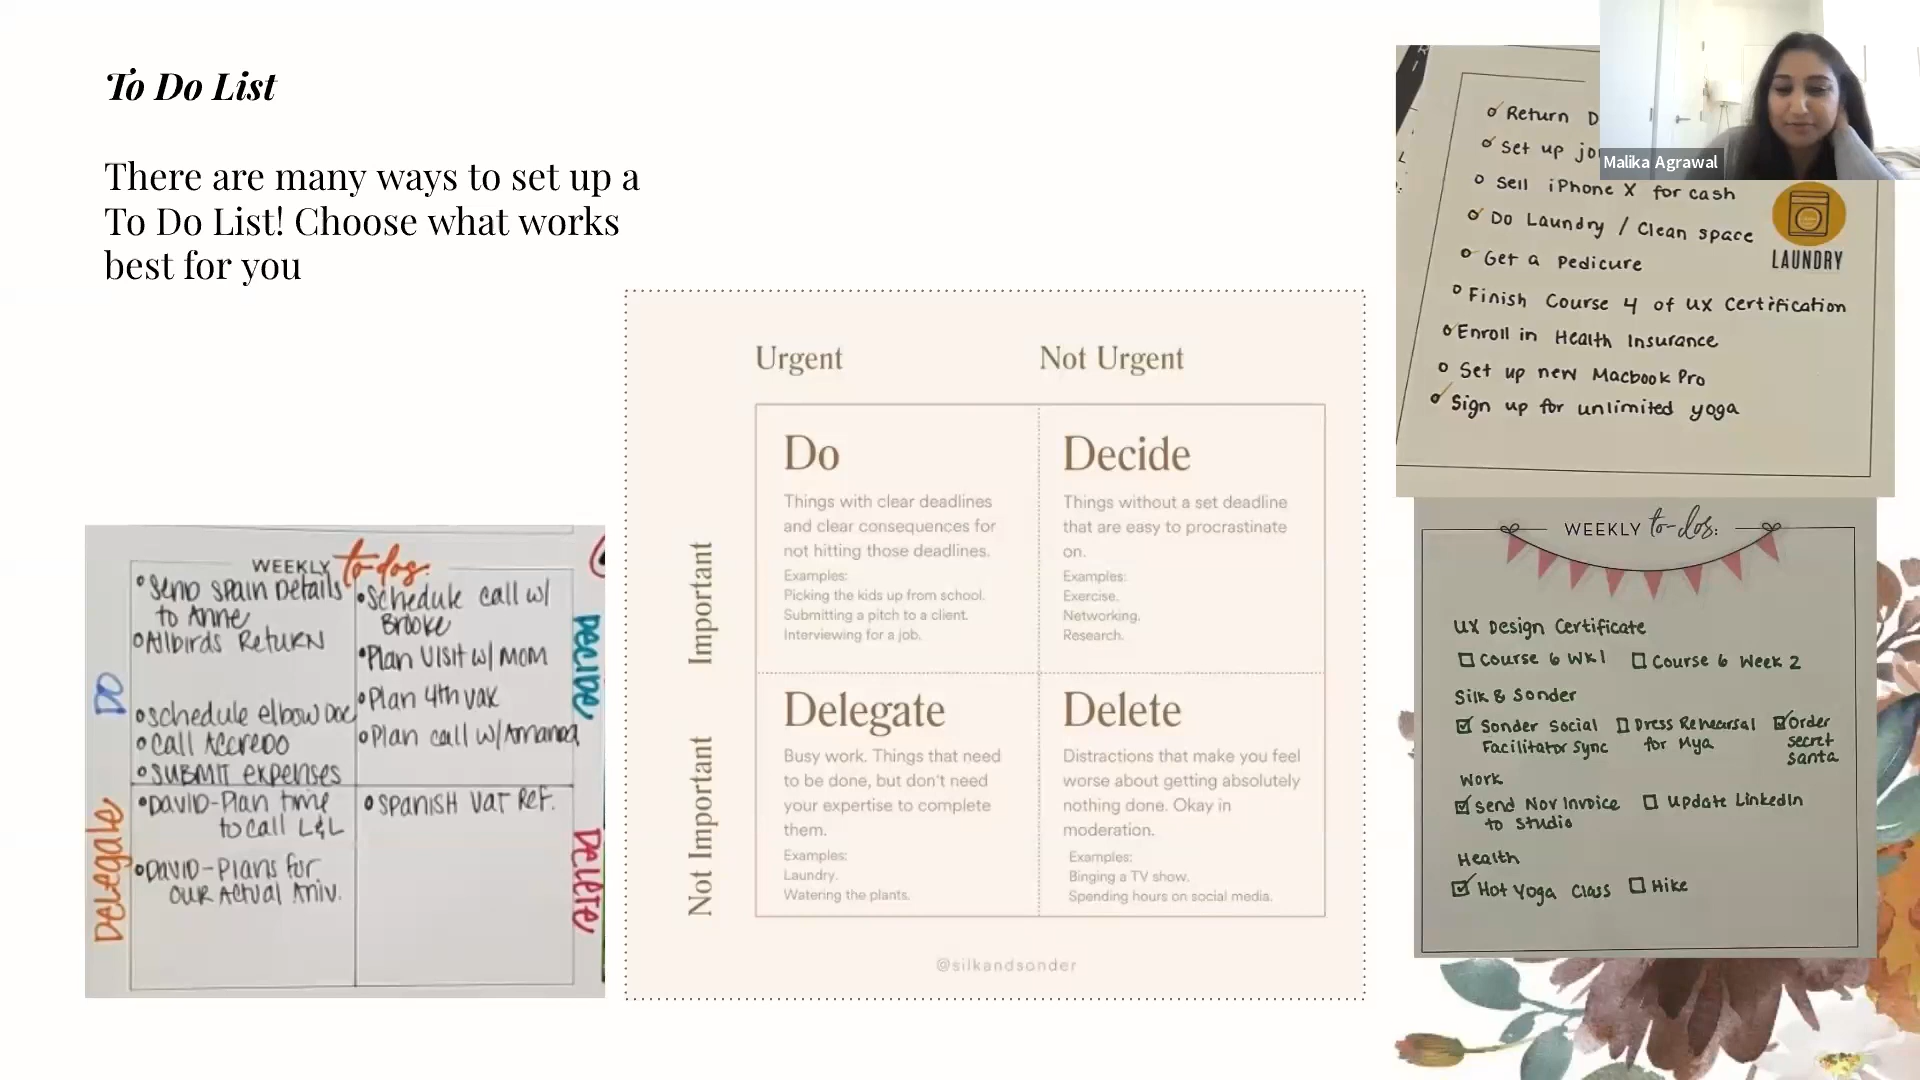 To Do List
There are many ways to set up a
To Do List! Choose what works
best for you
WEEKLY to-dos:
Send Spain Details
to Anne
Allbirds Return
Schedule elbow Doc
Call Accredo
Submit expenses
Schedule call w/
Brooke
Plan visit w/ mom
Plan 4th vax
Plan call w/ Amanda
David-Plan time
to call L&L
David-Plans for
our Actual Aniv.
Spanish Vat Ref.
DO
DECIDE
DELEGATE
DELETE
Urgent
Not Urgent
Important
Not Important
Do
Things with clear deadlines
and clear consequences for
not hitting those deadlines.
Examples:
Picking the kids up from school.
Submitting a pitch to a client.
Interviewing for a job.
Decide
Things without a set deadline
that are easy to procrastinate
on.
Examples:
Exercise.
Networking.
Research.
Delegate
Busy work. Things that need
to be done, but don't need
your expertise to complete
them.
Examples:
Laundry.
Watering the plants.
Delete
Distractions that make you feel
worse about getting absolutely
nothing done. Okay in
moderation.
Examples:
Binging a TV show.
Spending hours on social media.
@silkandsonder
Return D
Set up jo
Sell iPhone X for cash
Do Laundry / Clean space
Get a Pedicure
Finish Course 4 of UX Certification
Enroll in Health Insurance
Set up new Macbook Pro
Sign up for unlimited yoga
LAUNDRY
Malika Agrawal
WEEKLY to-dos:
UX Design Certificate
Course 6 Wk1
Course 6 Week 2
Silk & Sonder
Sonder Social
Facilitator Sync
Dress Rehearsal
for Mya
Order
secret
santa
Work
Send Nov Invoice
to Studio
Update LinkedIn
Health
Hot Yoga Class
Hike